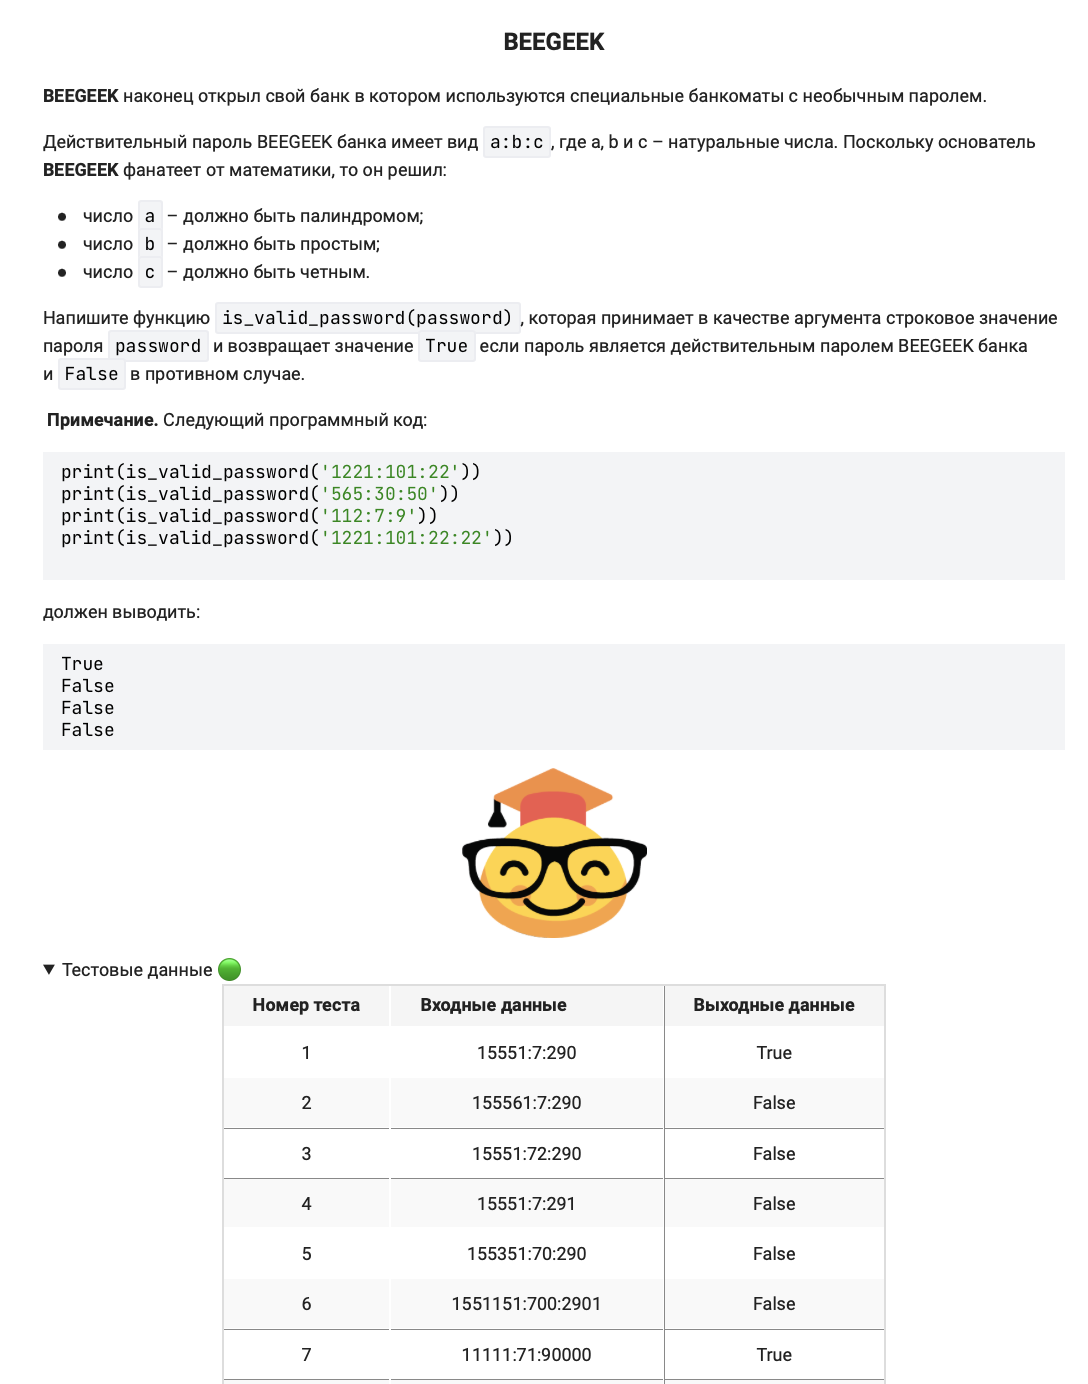 BEEGEEK
BEEGEEK наконец открыл свой банк в котором используются специальные банкоматы с необычным паролем.
Действительный пароль BEEGEEK банка имеет вид a:b:c, где a, b и c – натуральные числа. Поскольку основатель
BEEGEEK фанатеет от математики, то он решил:
● число a – должно быть палиндромом;
● число b – должно быть простым;
● число c – должно быть четным.
Напишите функцию is_valid_password(password), которая принимает в качестве аргумента строковое значение
пароля password и возвращает значение True если пароль является действительным паролем BEEGEEK банка
и False в противном случае.
Примечание. Следующий программный код:
print(is_valid_password('1221:101:22'))
print(is_valid_password('565:30:50'))
print(is_valid_password('112:7:9'))
print(is_valid_password('1221:101:22:22'))
должен выводить:
True
False
False
False
▼ Тестовые данные
Номер теста Входные данные Выходные данные
1 15551:7:290 True
2 155561:7:290 False
3 15551:72:290 False
4 15551:7:291 False
5 155351:70:290 False
6 1551151:700:2901 False
7 11111:71:90000 True